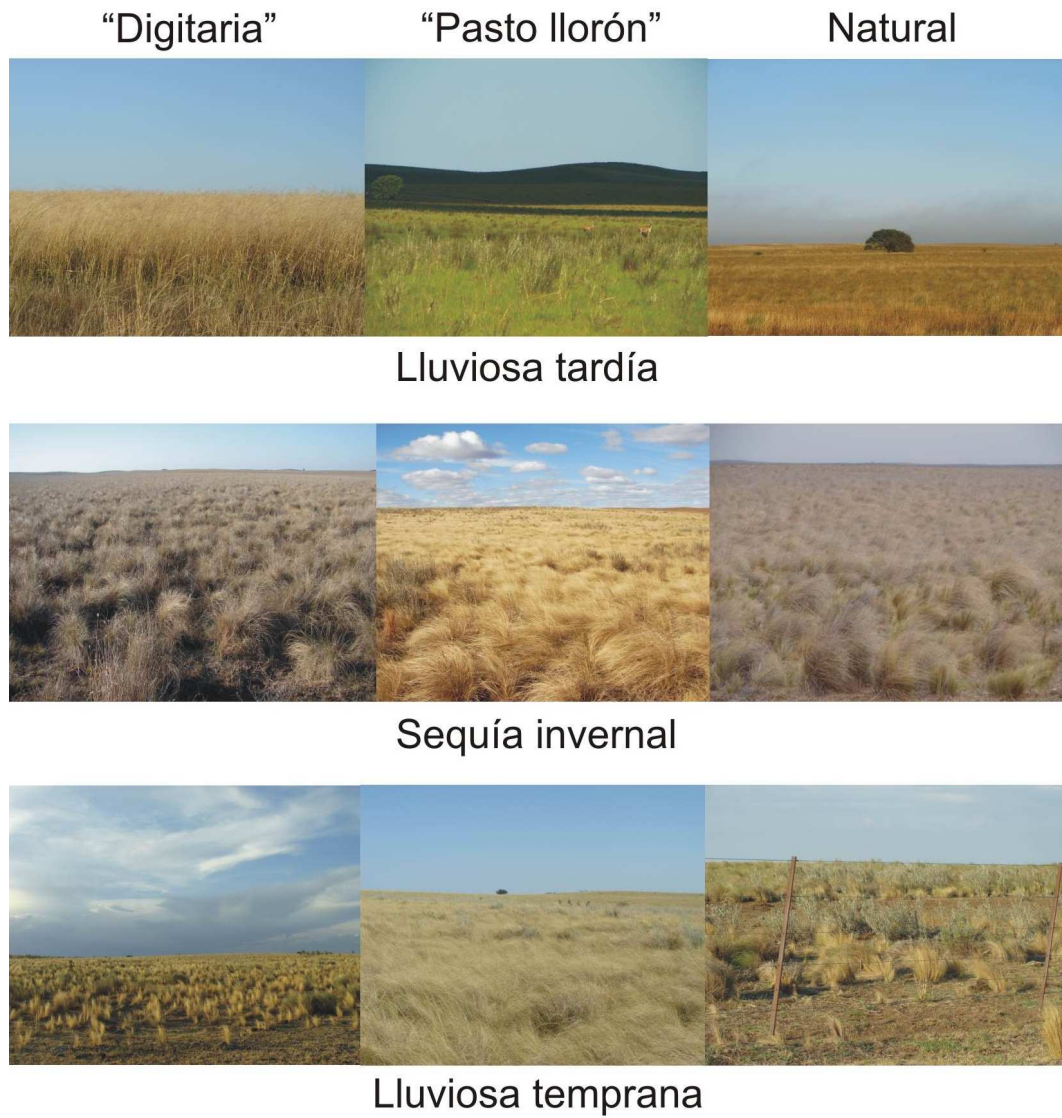 “Digitaria” “Pasto llorón” Natural
Lluviosa tardía
Sequía invernal
Lluviosa temprana